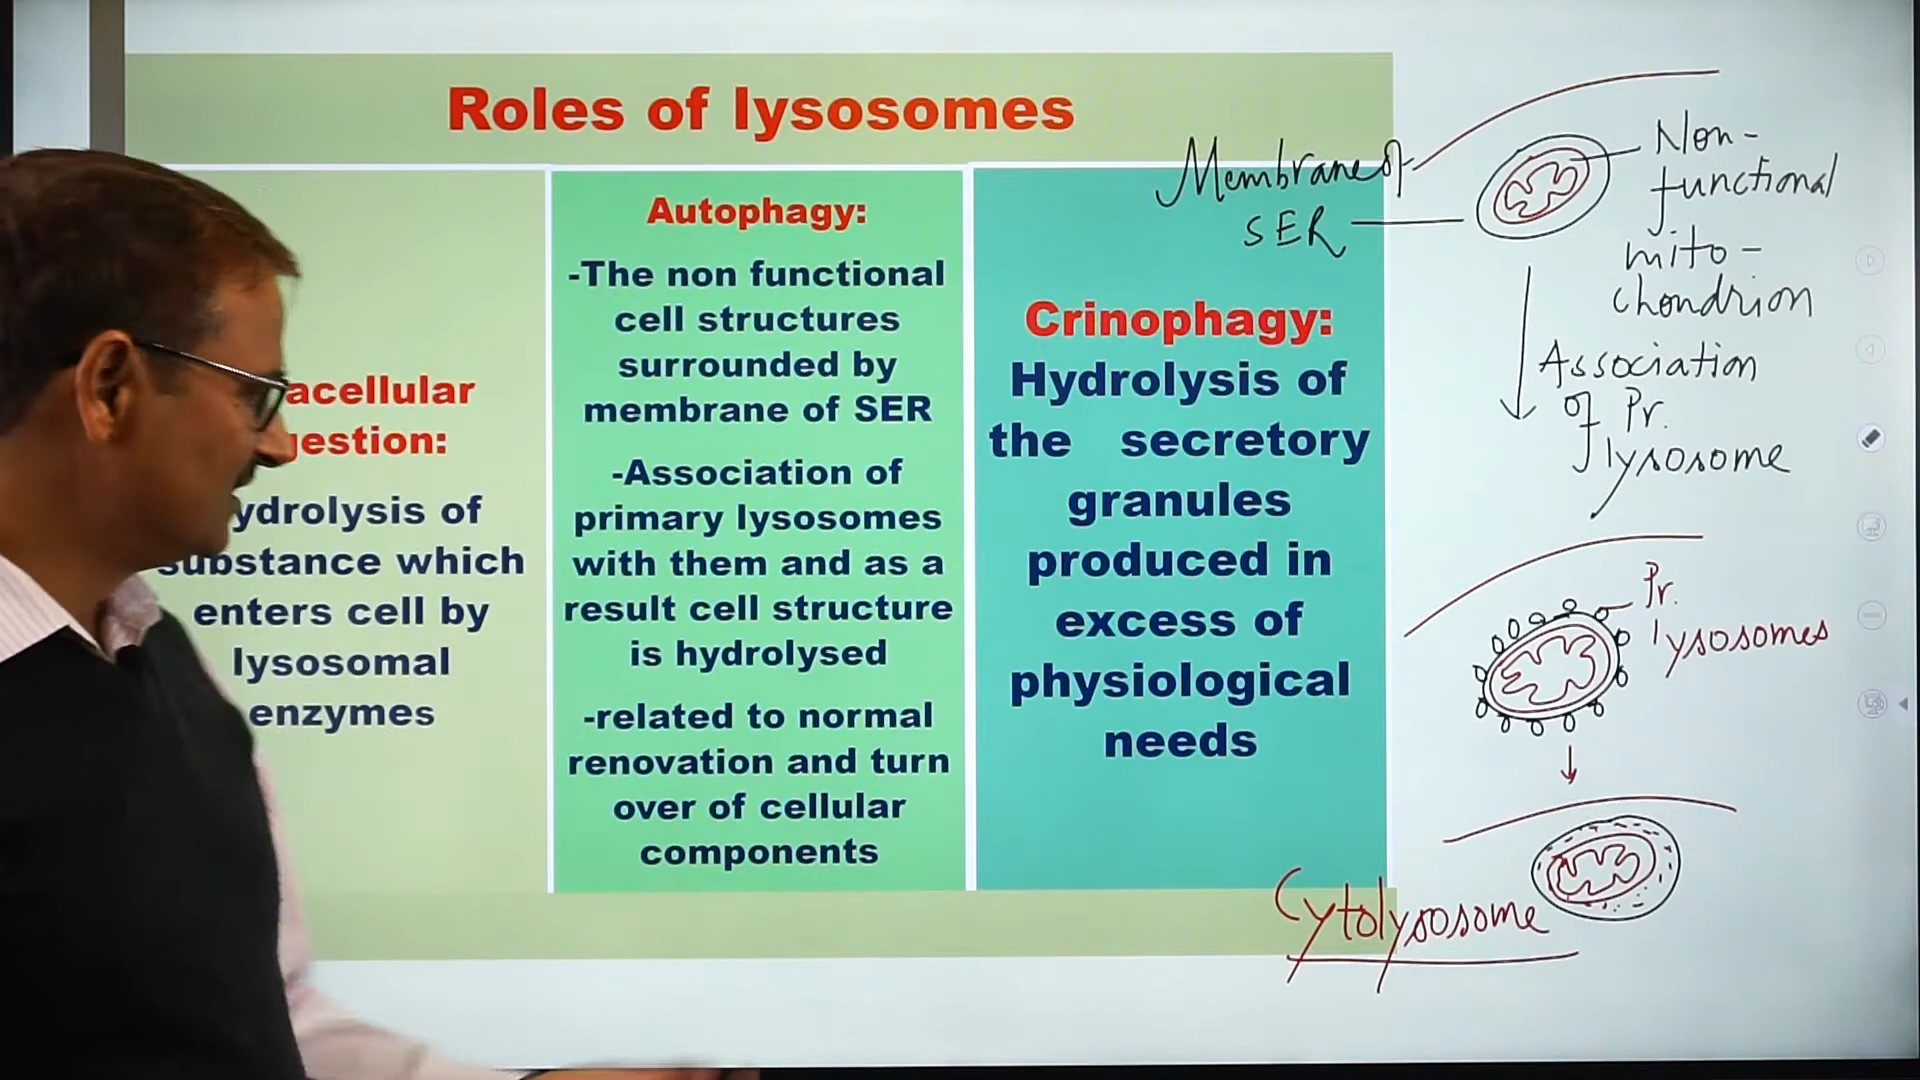 Roles of lysosomes
acellular
gestion:
ydrolysis of
substance which
enters cell by
lysosomal
enzymes
Autophagy:
-The non functional
cell structures
surrounded by
membrane of SER
-Association of
primary lysosomes
with them and as a
result cell structure
is hydrolysed
-related to normal
renovation and turn
over of cellular
components
Crinophagy:
Hydrolysis of
the secretory
granules
produced in
excess of
physiological
needs
Membrane of
SER
Non-
functional
mito-
chondrion
Association
of Pr.
lysosome
Pr.
lysosomes
Cytolysosome